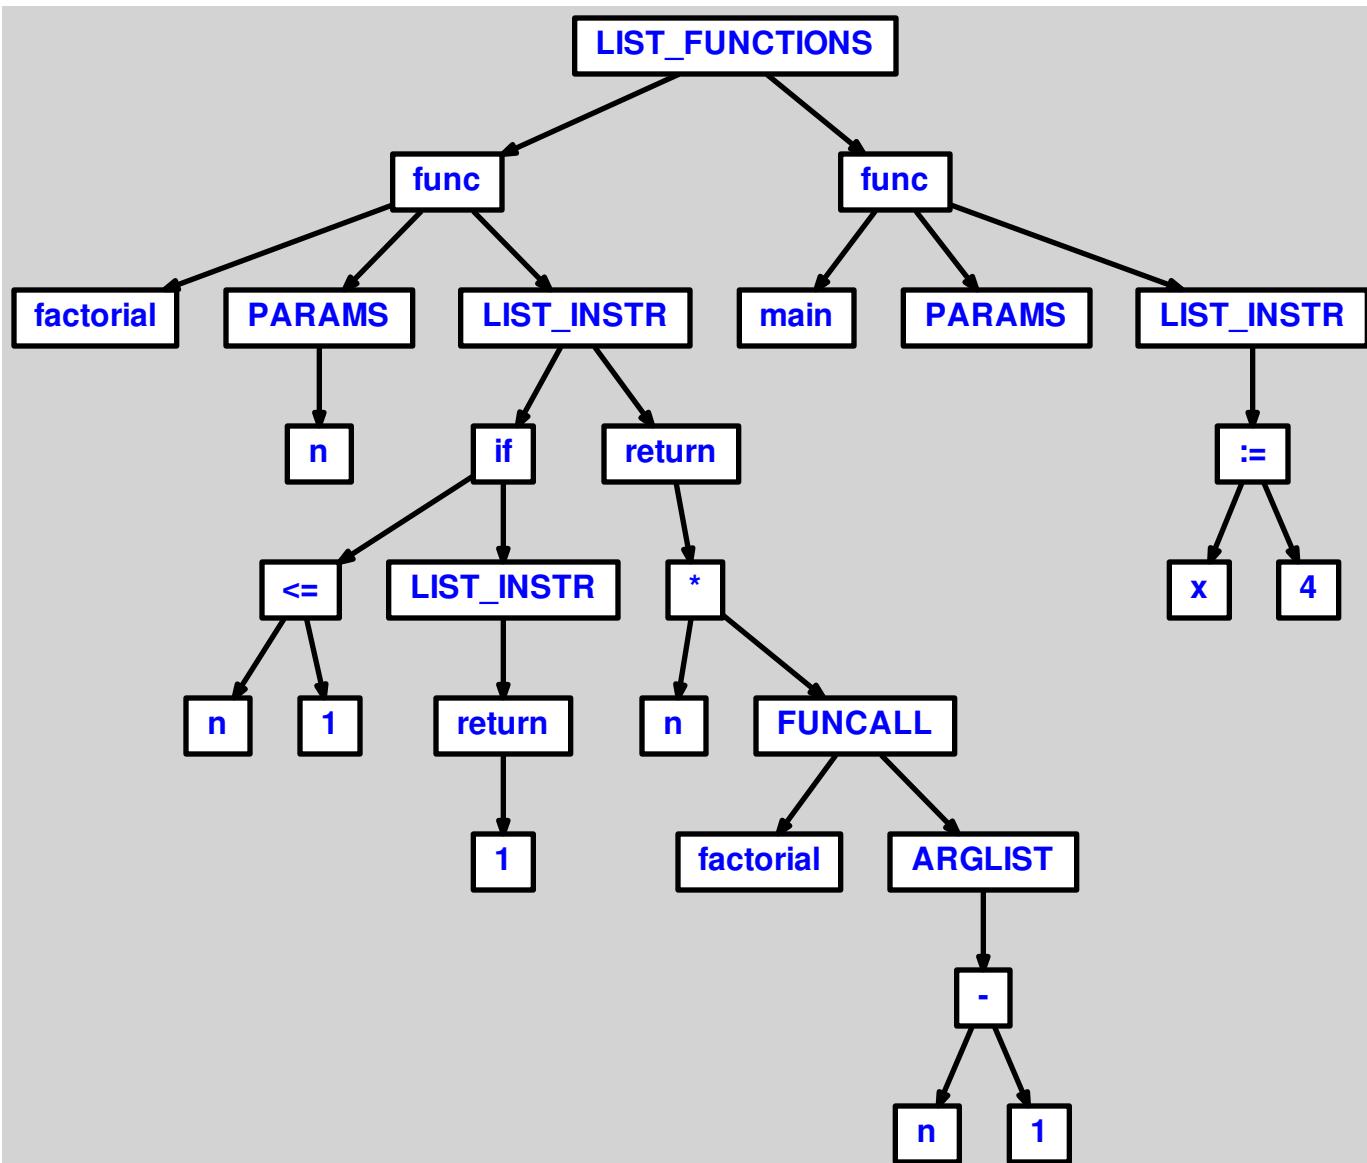 LIST_FUNCTIONS
func func
factorial PARAMS LIST_INSTR main PARAMS LIST_INSTR
n if return :=
<= LIST_INSTR * x 4
n 1 return n FUNCALL
1 factorial ARGLIST
-
n 1